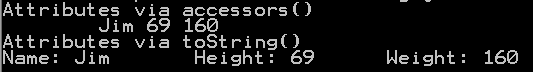 Attributes via accessors()
Jim 69 160
Attributes via toString()
Name: Jim Height: 69 Weight: 160